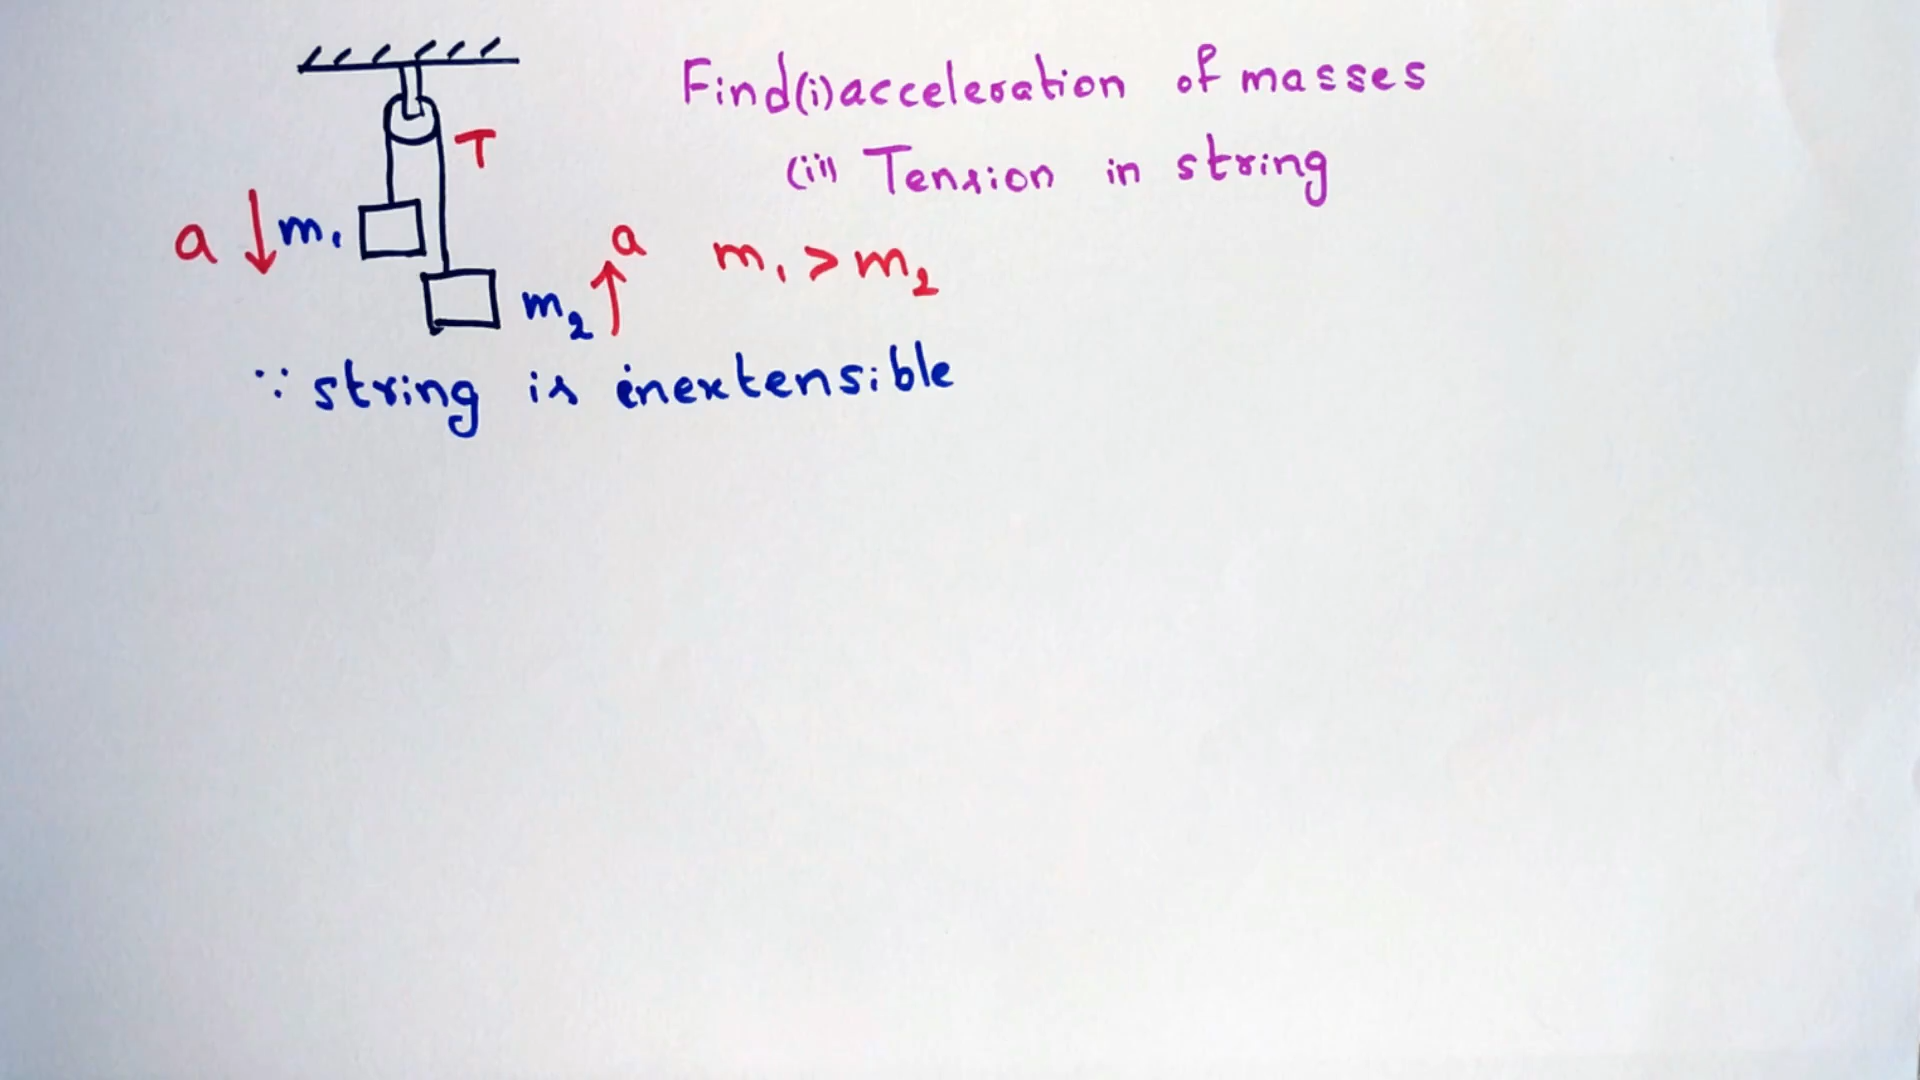 Find(i)acceleration of masses
(ii) Tension in string
T
a
m₁
a
m₂
m₁ > m₂
∵ string is inextensible